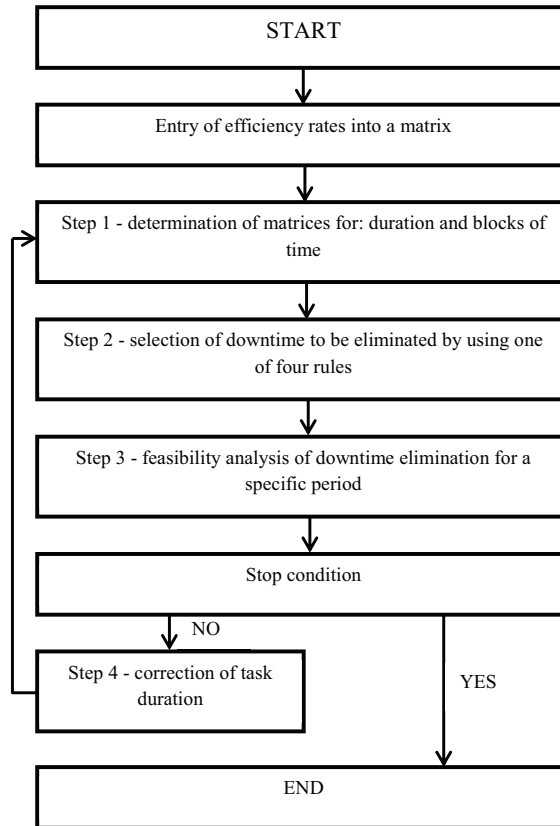 START
Entry of efficiency rates into a matrix
Step 1 - determination of matrices for: duration and blocks of
time
Step 2 - selection of downtime to be eliminated by using one
of four rules
Step 3 - feasibility analysis of downtime elimination for a
specific period
Stop condition
NO
Step 4 - correction of task
duration
YES
END